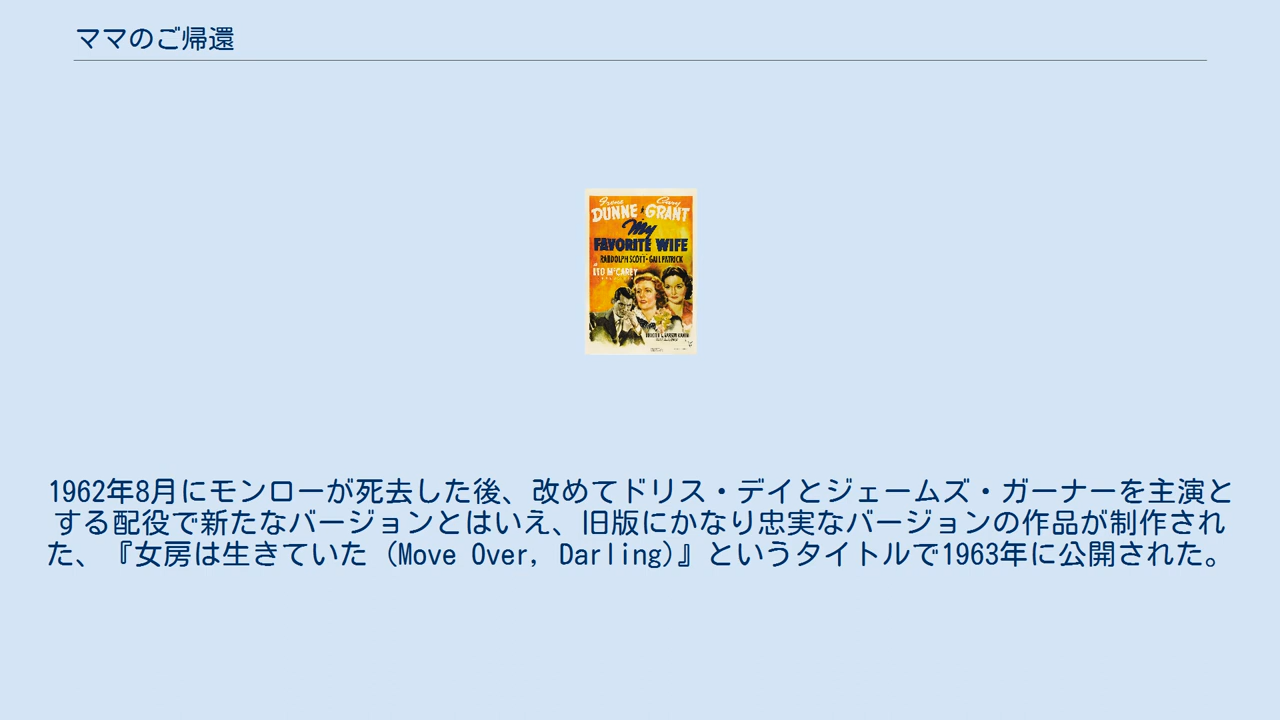 ママのご帰還
Irene Cary
DUNNE & GRANT
My
FAVORITE WIFE
RANDOLPH SCOTT · GAIL PATRICK
LEO McCAREY
1962年8月にモンローが死去した後、改めてドリス・デイとジェームズ・ガーナーを主演と
する配役で新たなバージョンとはいえ、旧版にかなり忠実なバージョンの作品が制作され
た、『女房は生きていた (Move Over, Darling)』というタイトルで1963年に公開された。